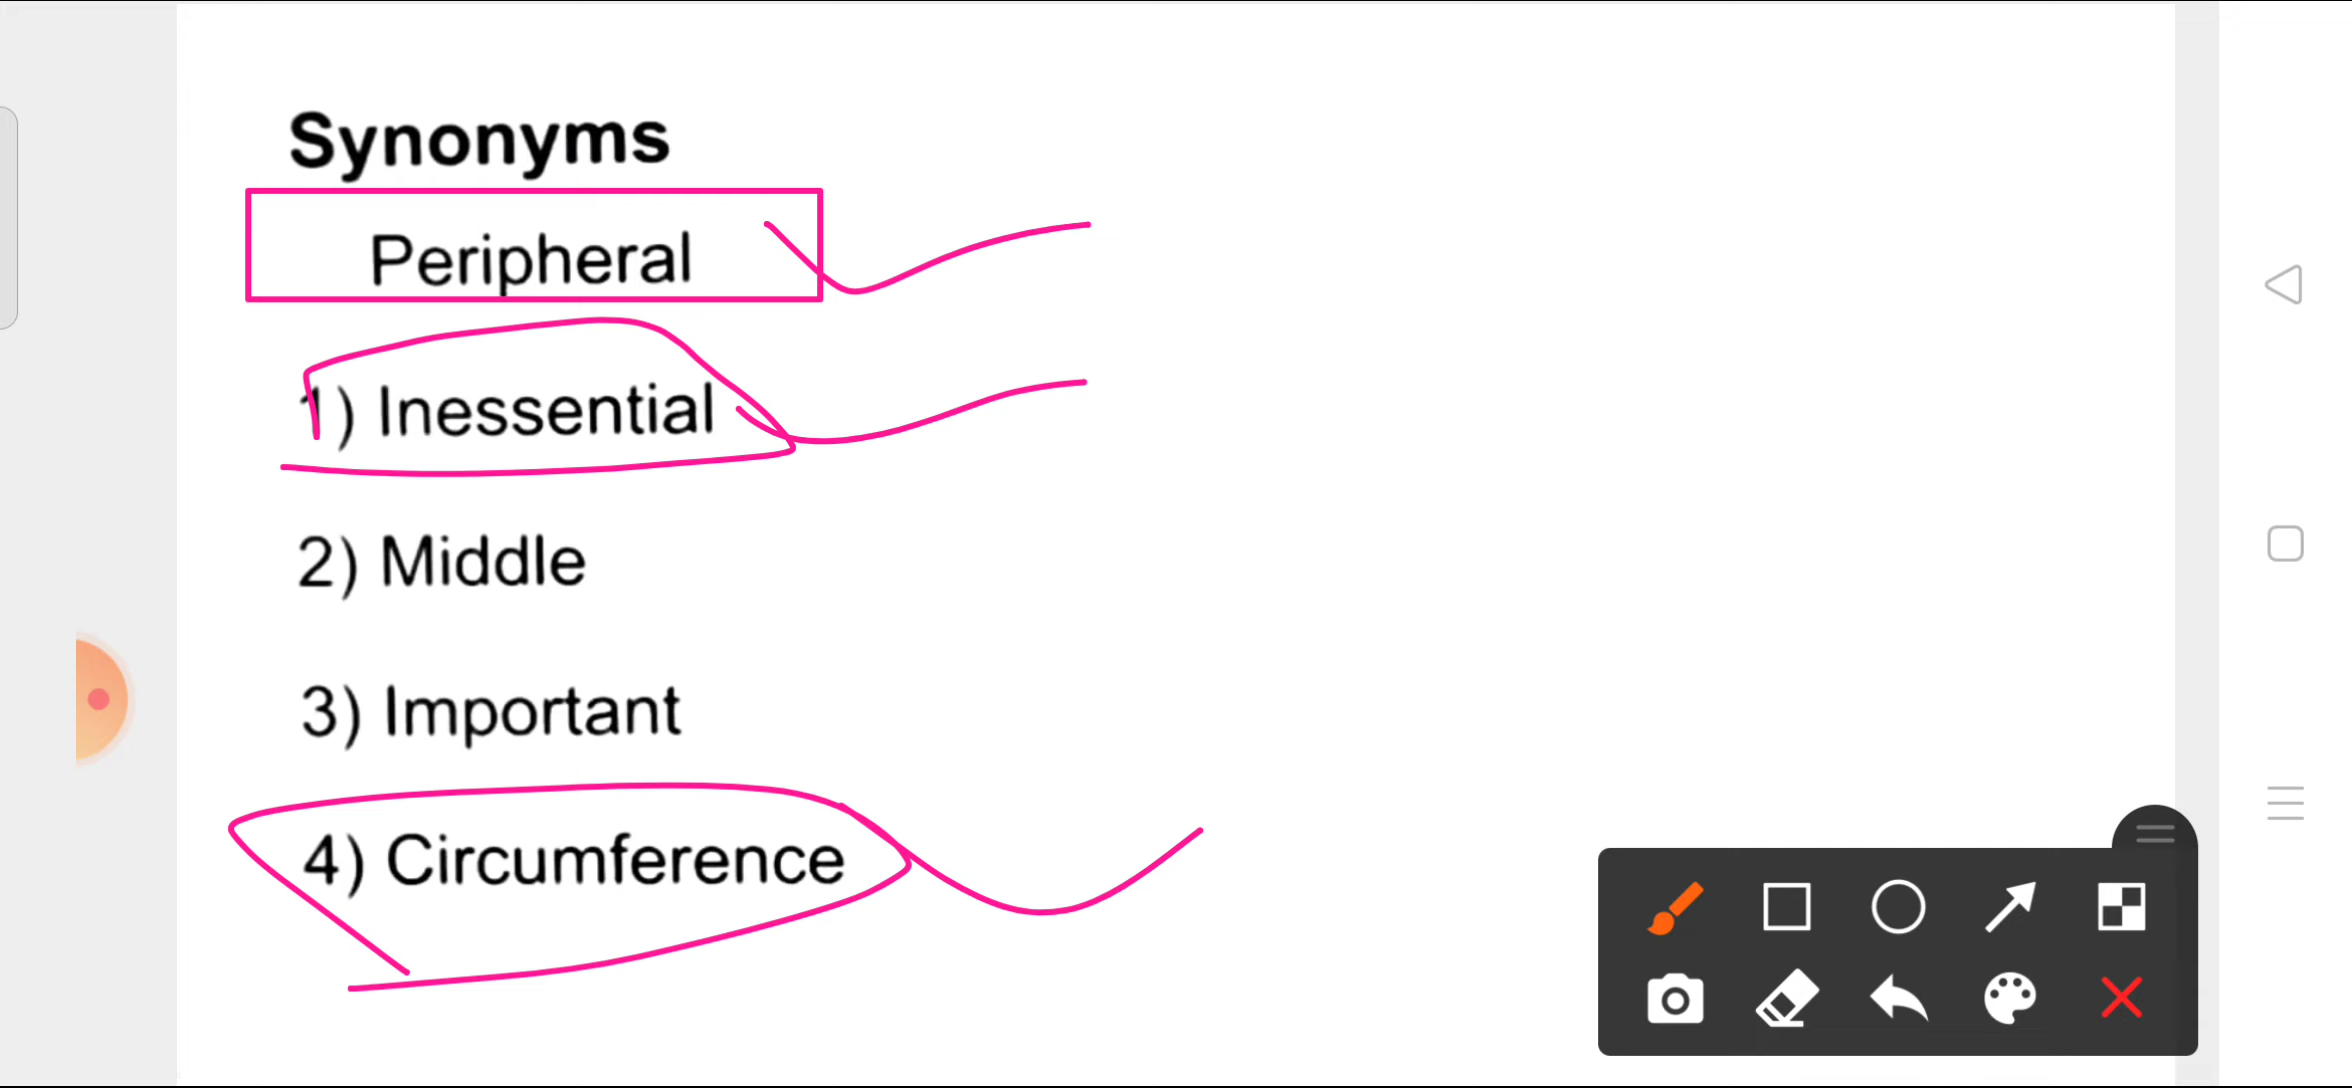 Synonyms
Peripheral
1) Inessential
2) Middle
3) Important
4) Circumference